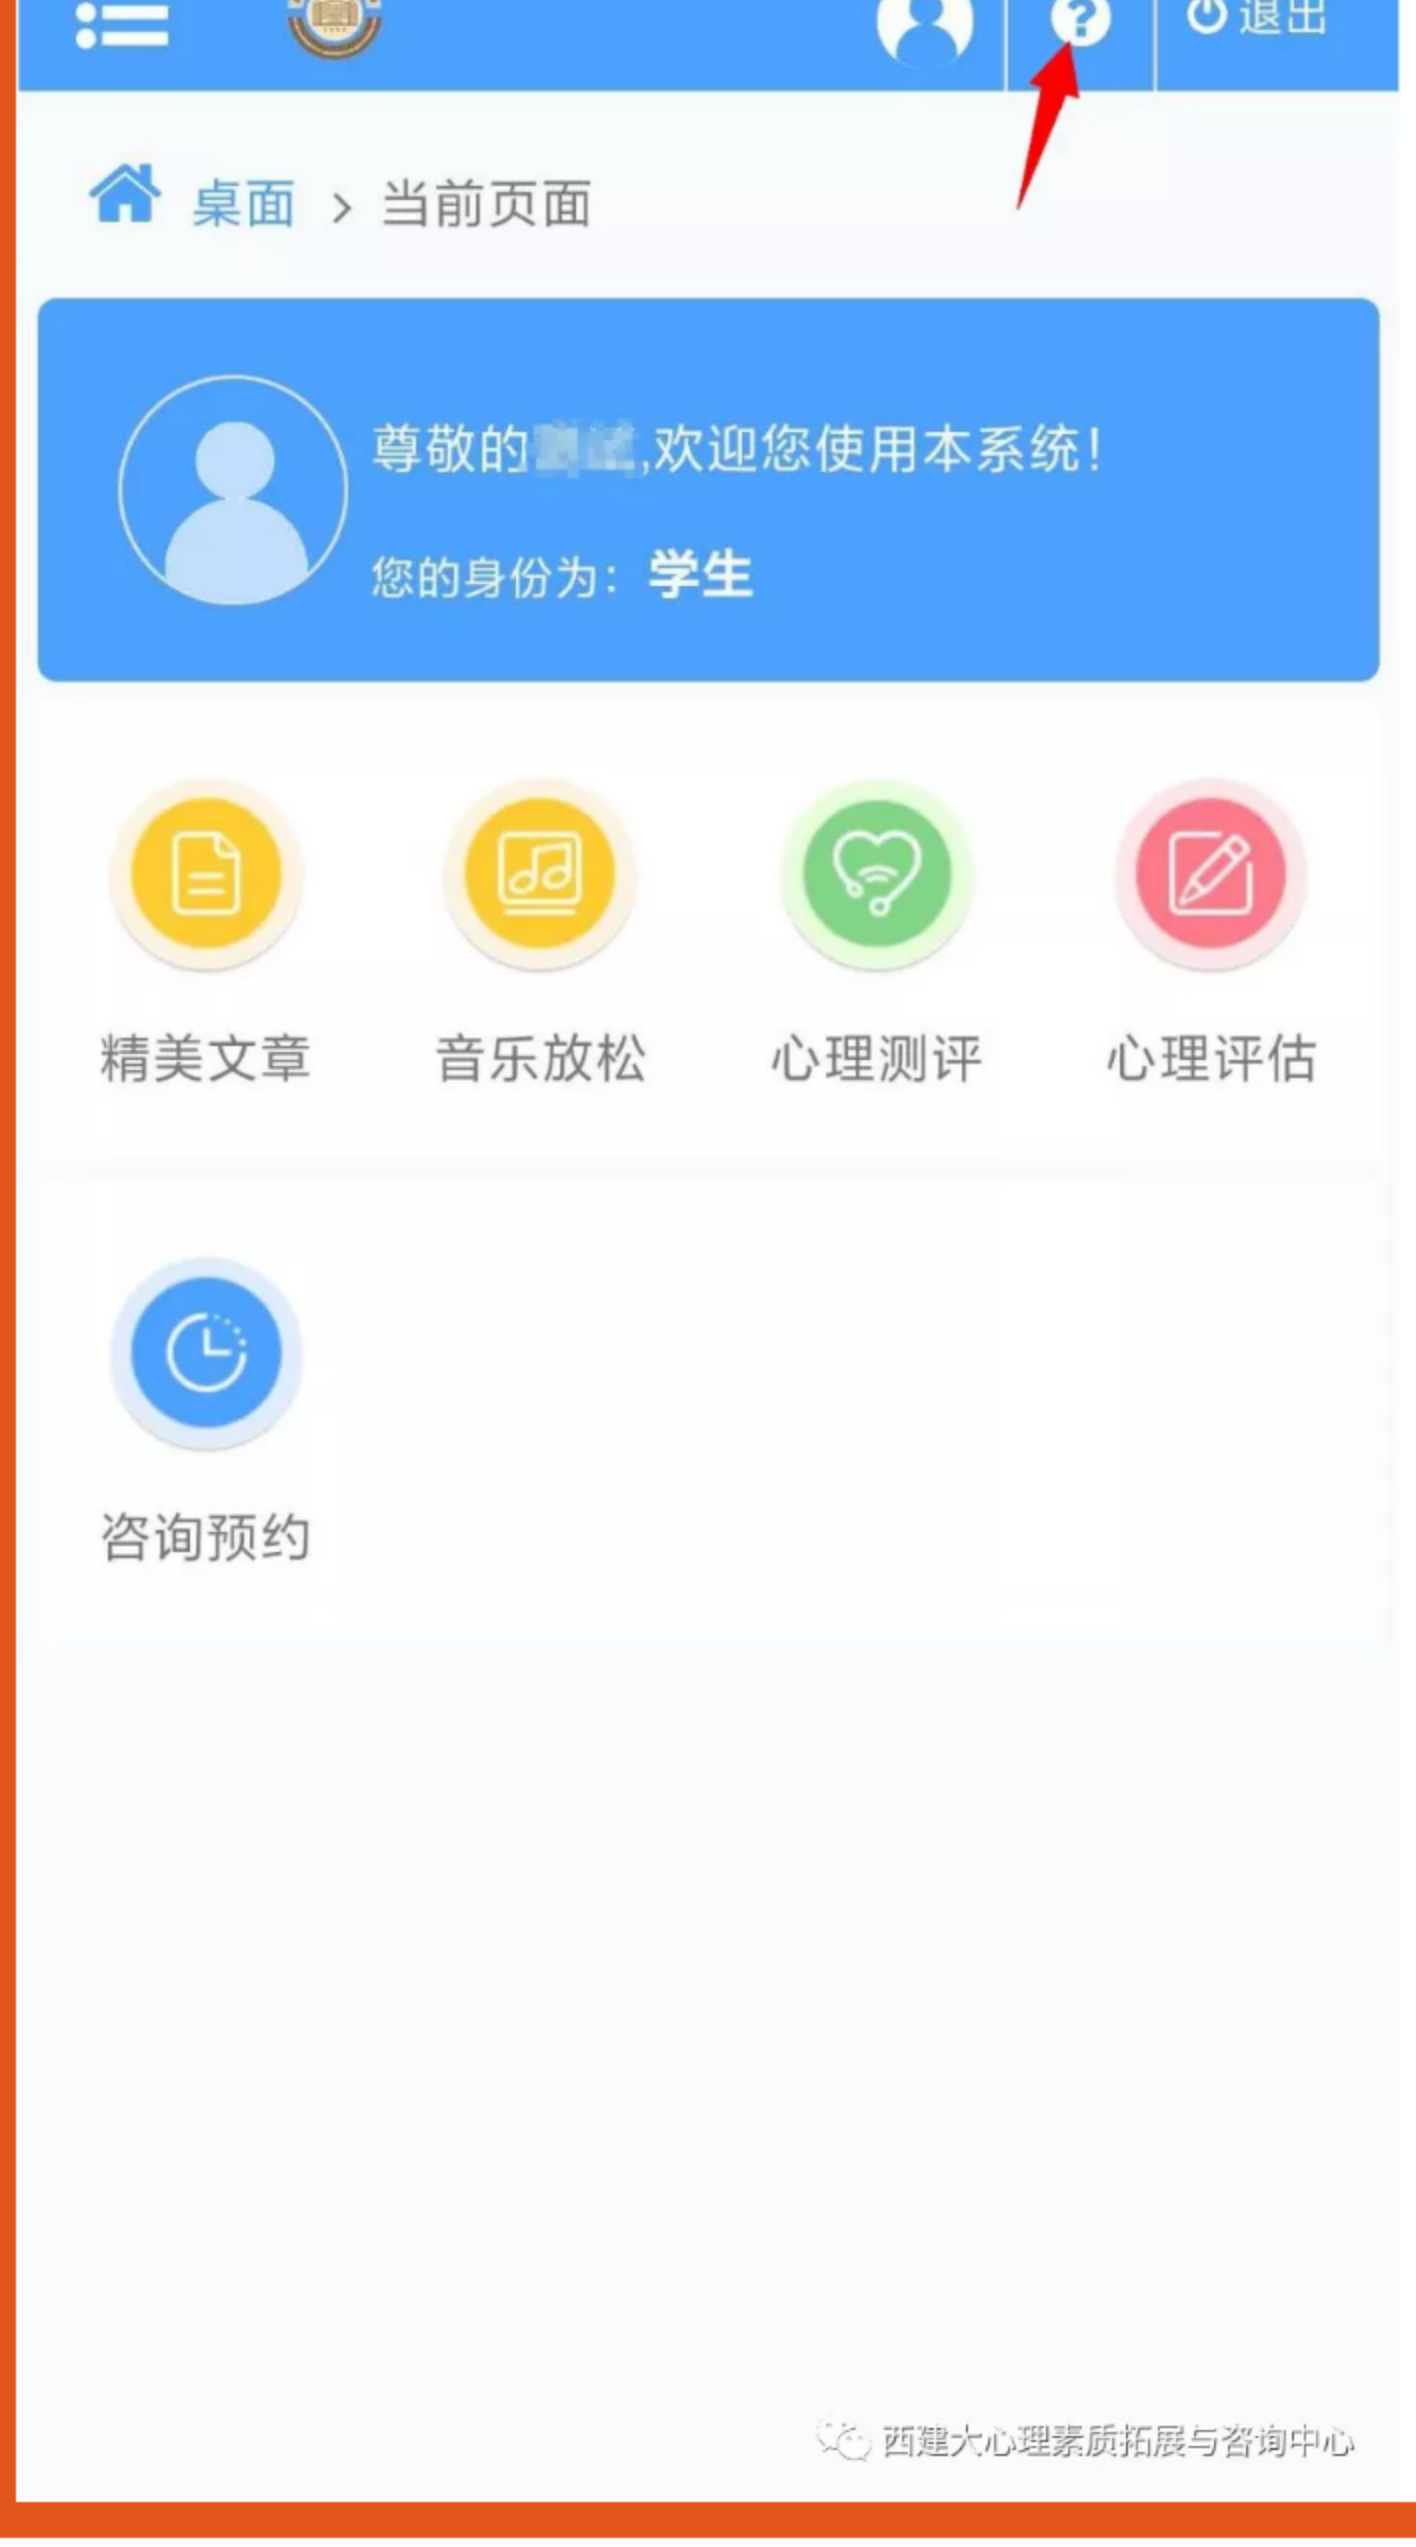 退出
桌面 > 当前页面
尊敬的 ,欢迎您使用本系统!
您的身份为：学生
精美文章 音乐放松 心理测评 心理评估
咨询预约
西建大心理素质拓展与咨询中心